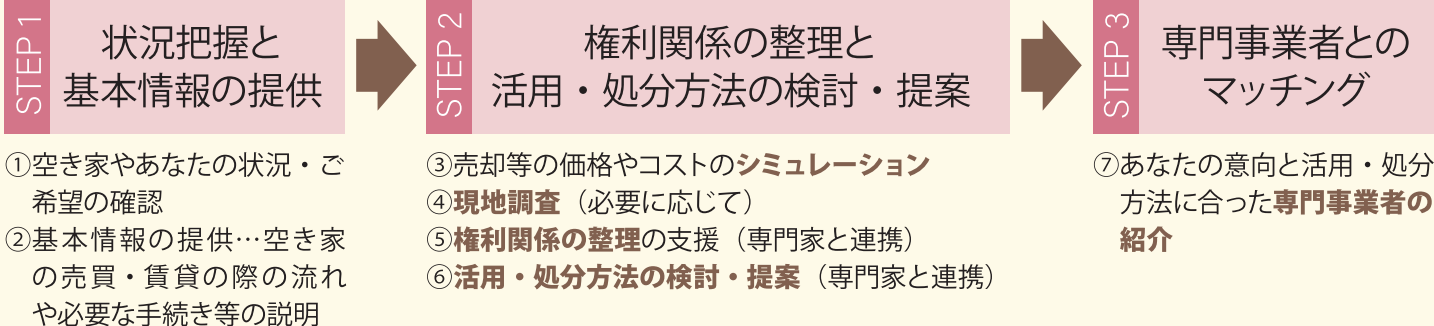 STEP 1
状況把握と
基本情報の提供
①空き家やあなたの状況・ご
希望の確認
②基本情報の提供…空き家
の売買・賃貸の際の流れ
や必要な手続き等の説明
STEP 2
権利関係の整理と
活用・処分方法の検討・提案
③売却等の価格やコストのシミュレーション
④現地調査（必要に応じて）
⑤権利関係の整理の支援（専門家と連携）
⑥活用・処分方法の検討・提案（専門家と連携）
STEP 3
専門事業者との
マッチング
⑦あなたの意向と活用・処分
方法に合った専門事業者の
紹介